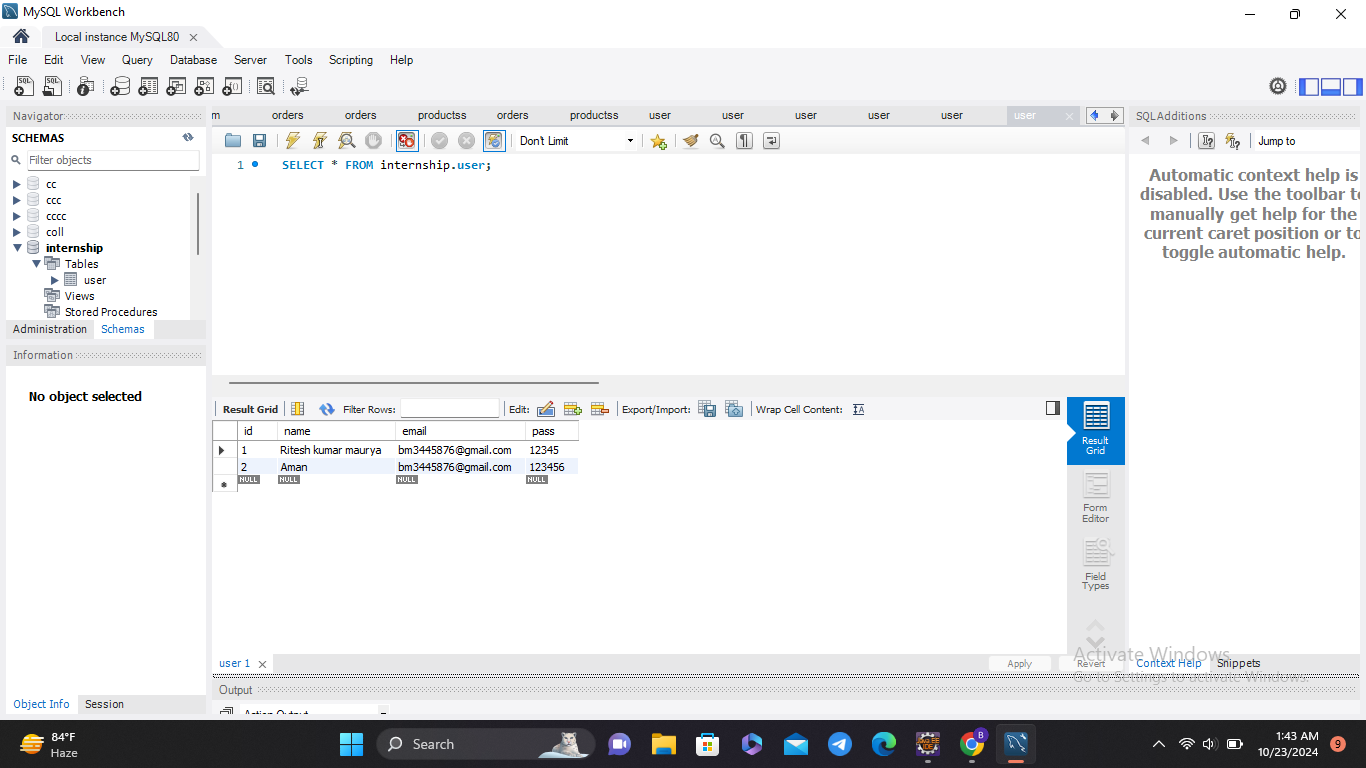 MySQL Workbench
Local instance MySQL80
File Edit View Query Database Server Tools Scripting Help
Navigator
SCHEMAS
Filter objects
cc
ccc
cccc
coll
internship
Tables
user
Views
Stored Procedures
Administration Schemas
Information
No object selected
Object Info Session
m orders orders productss orders productss user user user user user user
Don't Limit
1 SELECT * FROM internship.user;
Result Grid Filter Rows: Edit: Export/Import: Wrap Cell Content:
id name email pass
1 Ritesh kumar maurya bm3445876@gmail.com 12345
2 Aman bm3445876@gmail.com 123456
NULL NULL NULL NULL
Result
Grid
Form
Editor
Field
Types
user 1 Apply Revert
Output
Action Output
SQLAdditions
Jump to
Automatic context help is
disabled. Use the toolbar to
manually get help for the
current caret position or to
toggle automatic help.
Context Help Snippets
Activate Windows
Go to Settings to activate Windows.
84°F
Haze
Search
JAVA EE
IDE
B
1:43 AM
10/23/2024
9